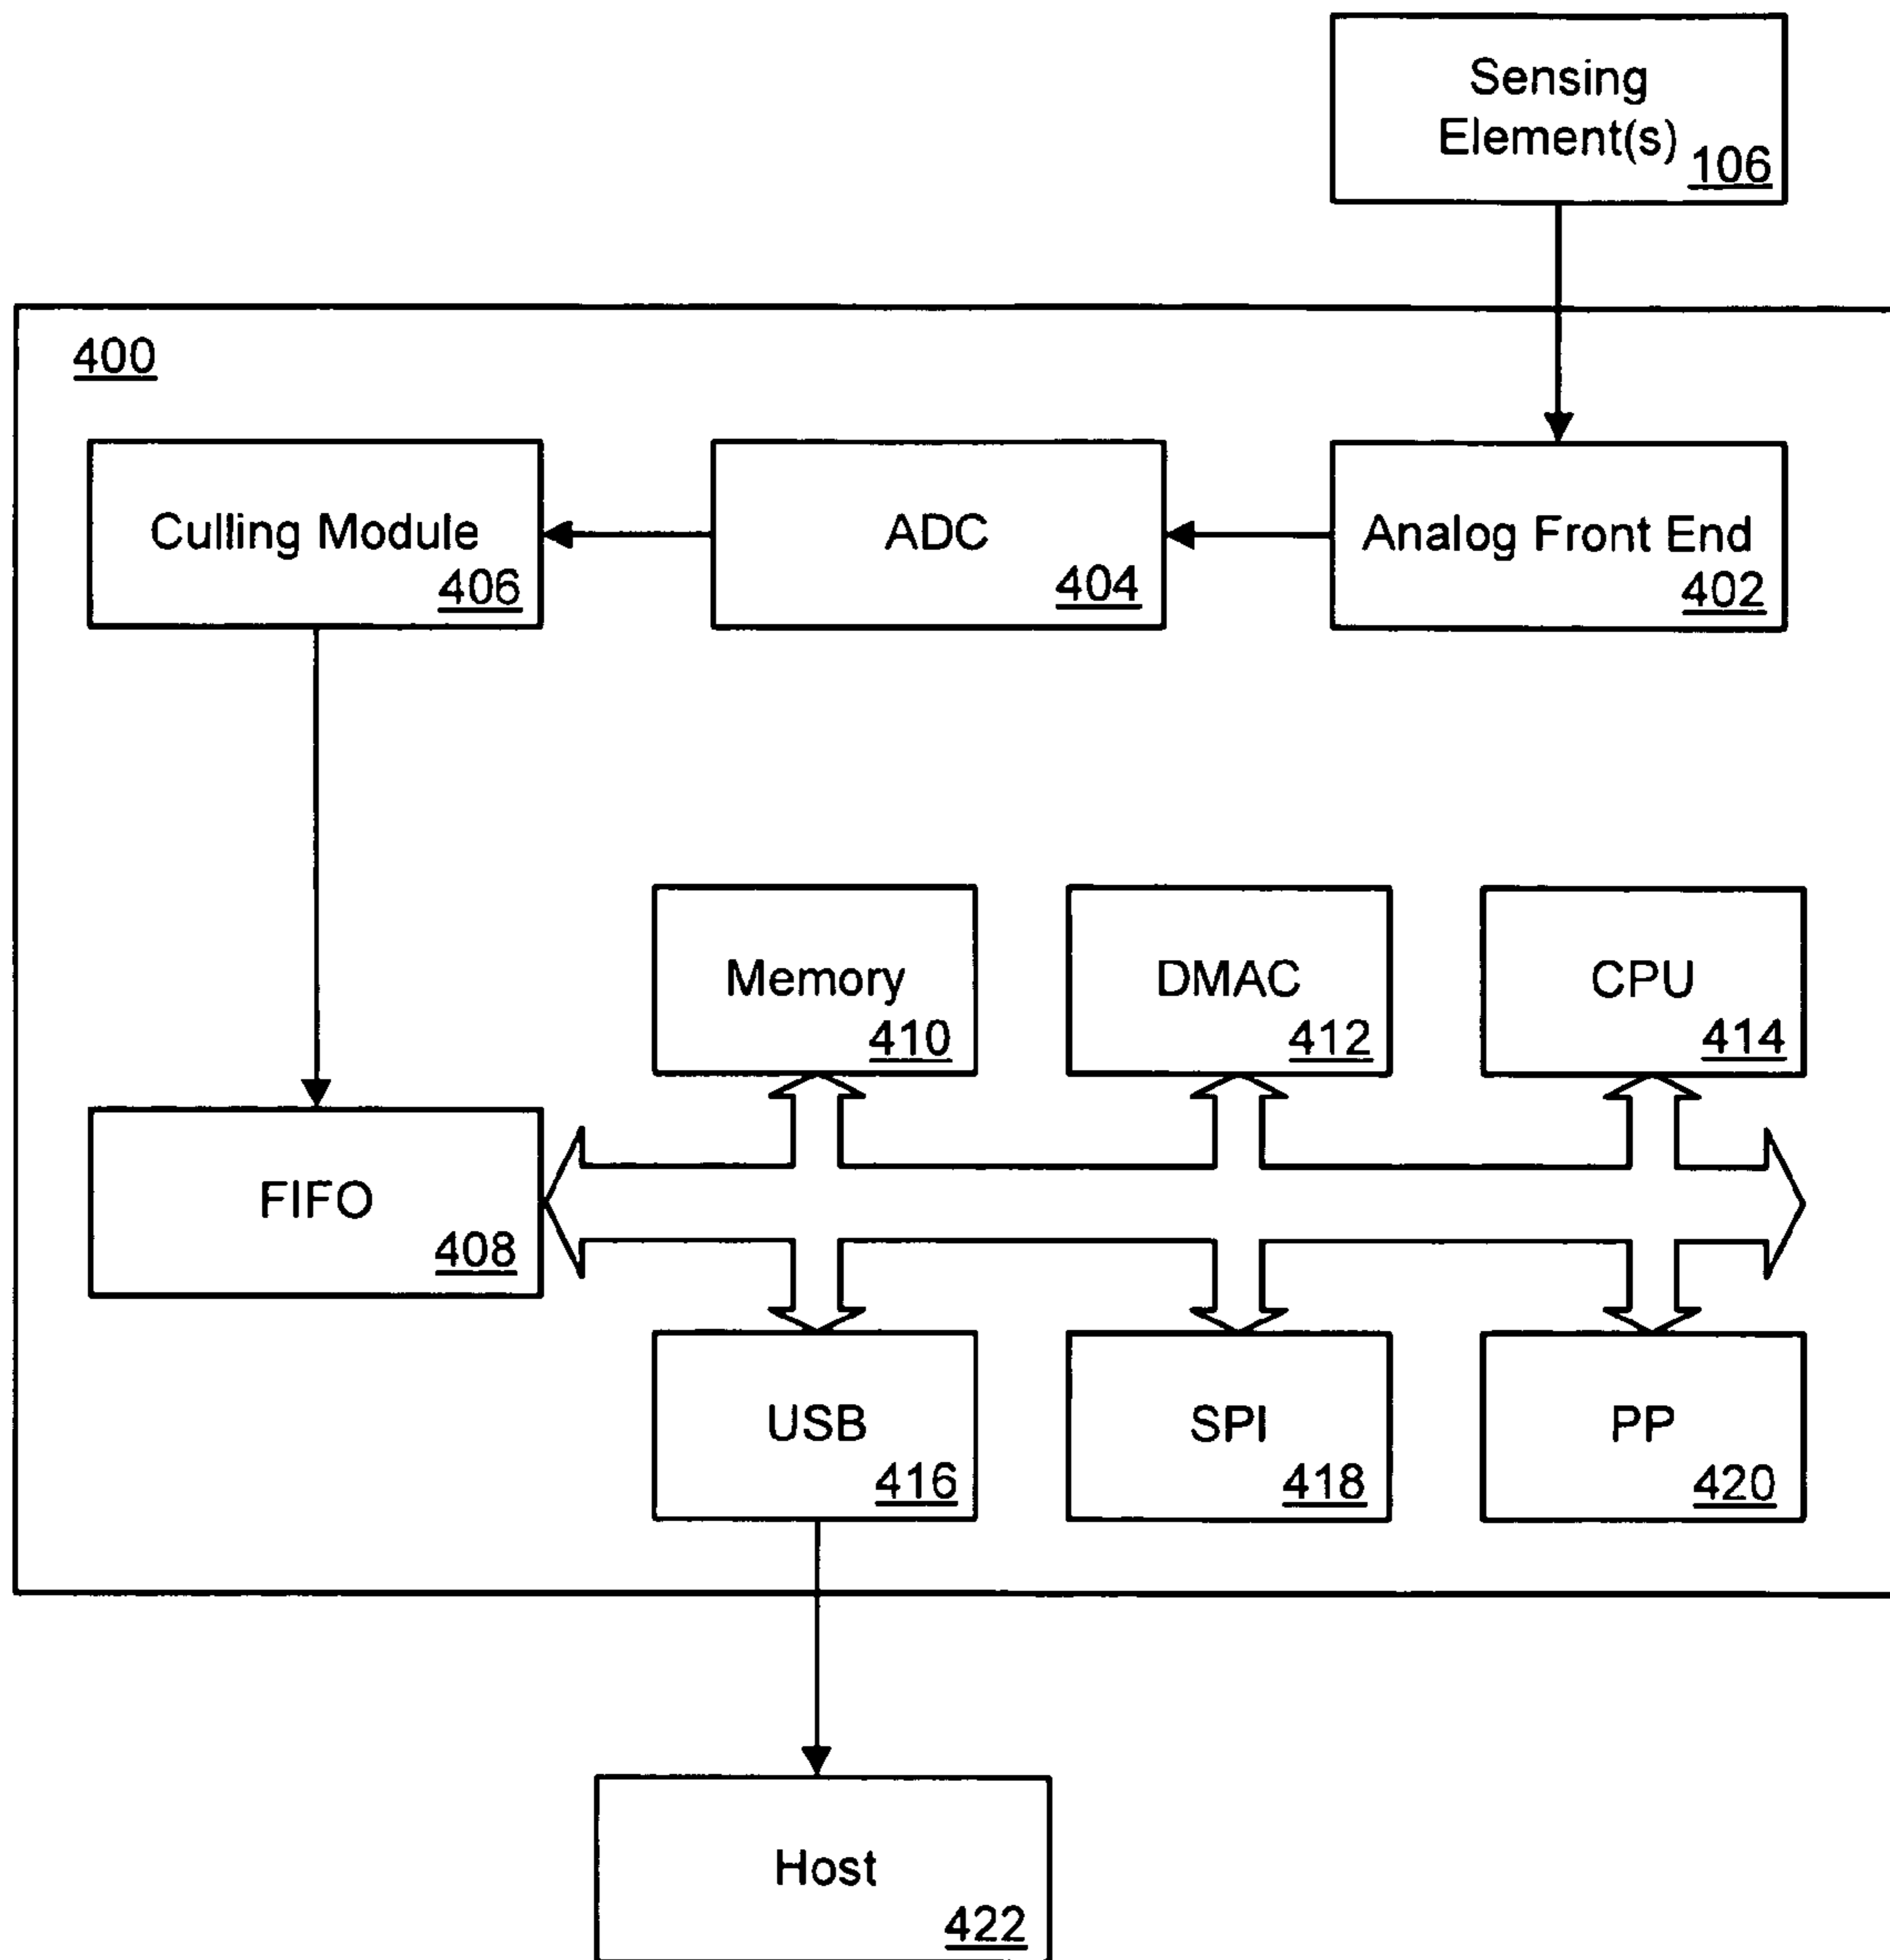 Sensing
Element(s) 106
400
Culling Module
406
ADC
404
Analog Front End
402
Memory
410
DMAC
412
CPU
414
FIFO
408
USB
416
SPI
418
PP
420
Host
422